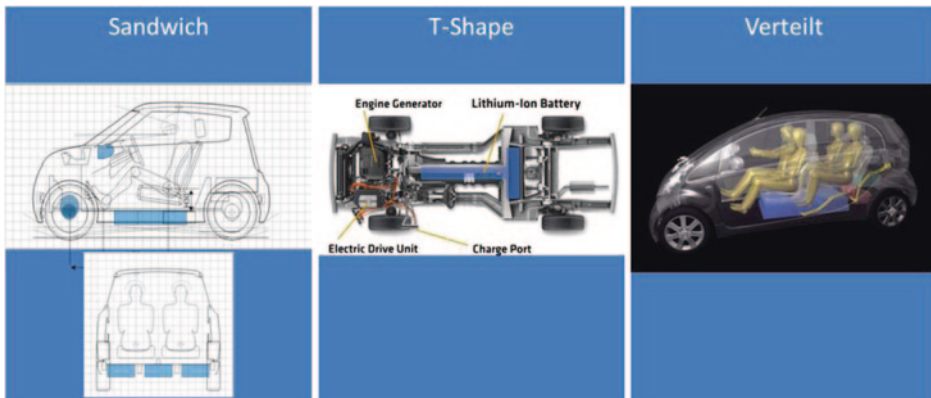 Sandwich
T-Shape
Verteilt
Engine Generator
Lithium-Ion Battery
Electric Drive Unit
Charge Port